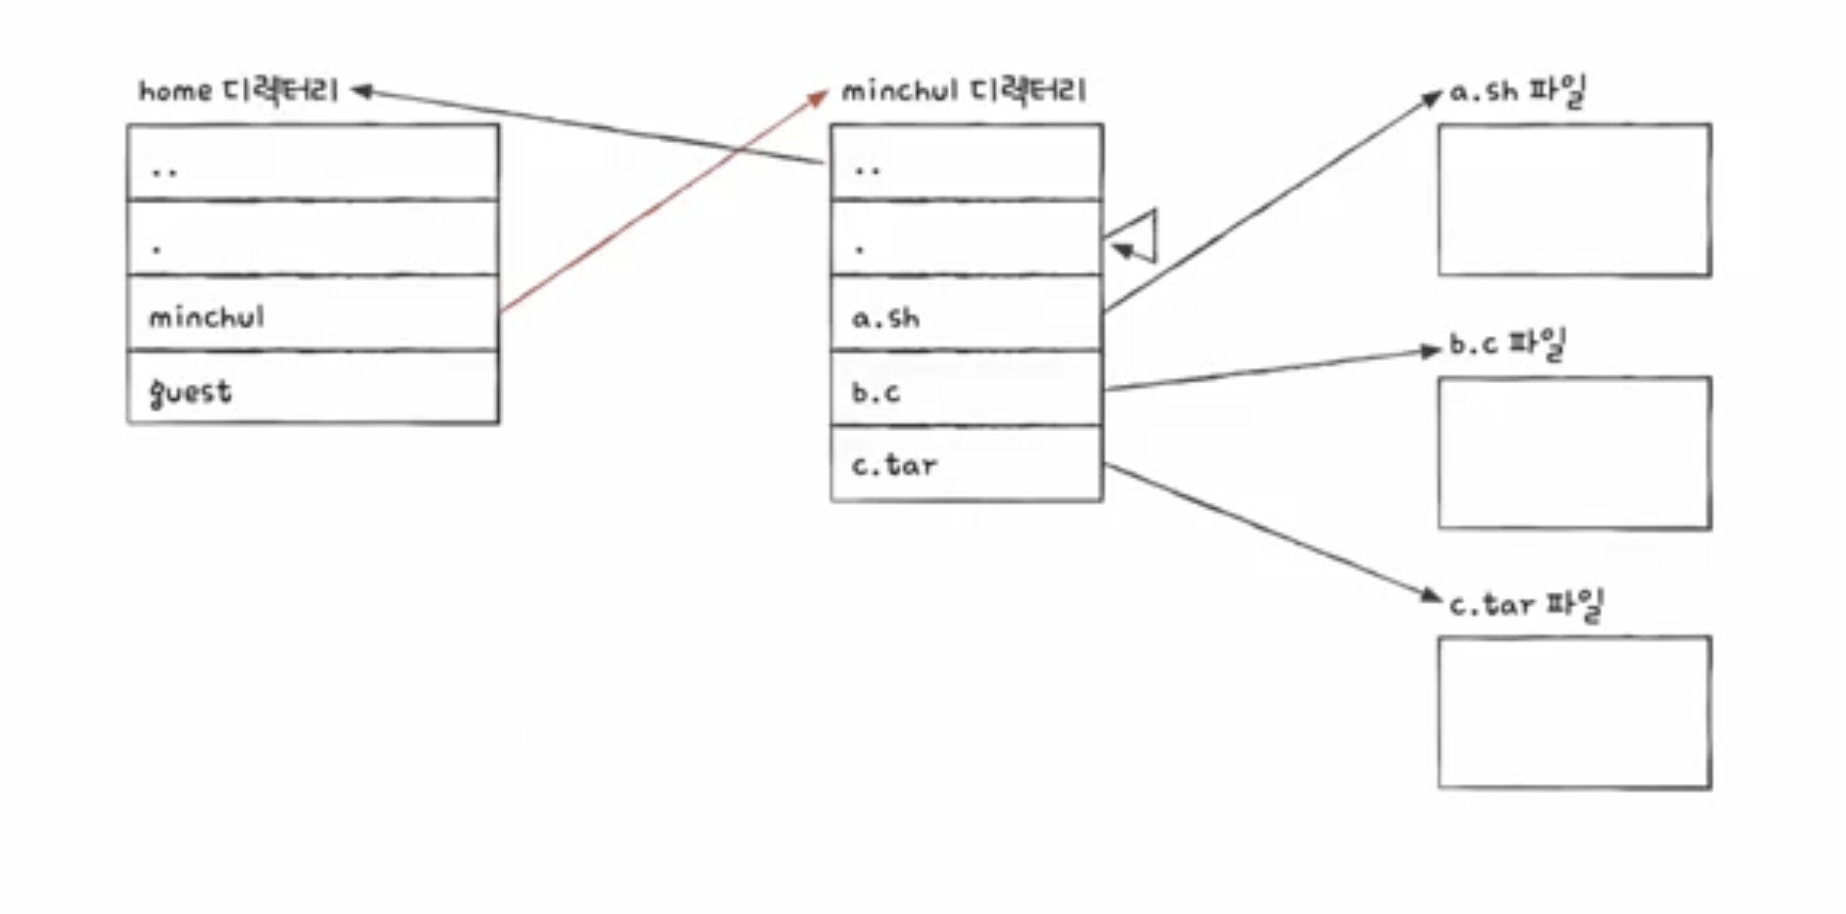 home 디렉터리
..
.
minchul
guest
minchul 디렉터리
..
.
a.sh
b.c
c.tar
a.sh 파일
b.c 파일
c.tar 파일